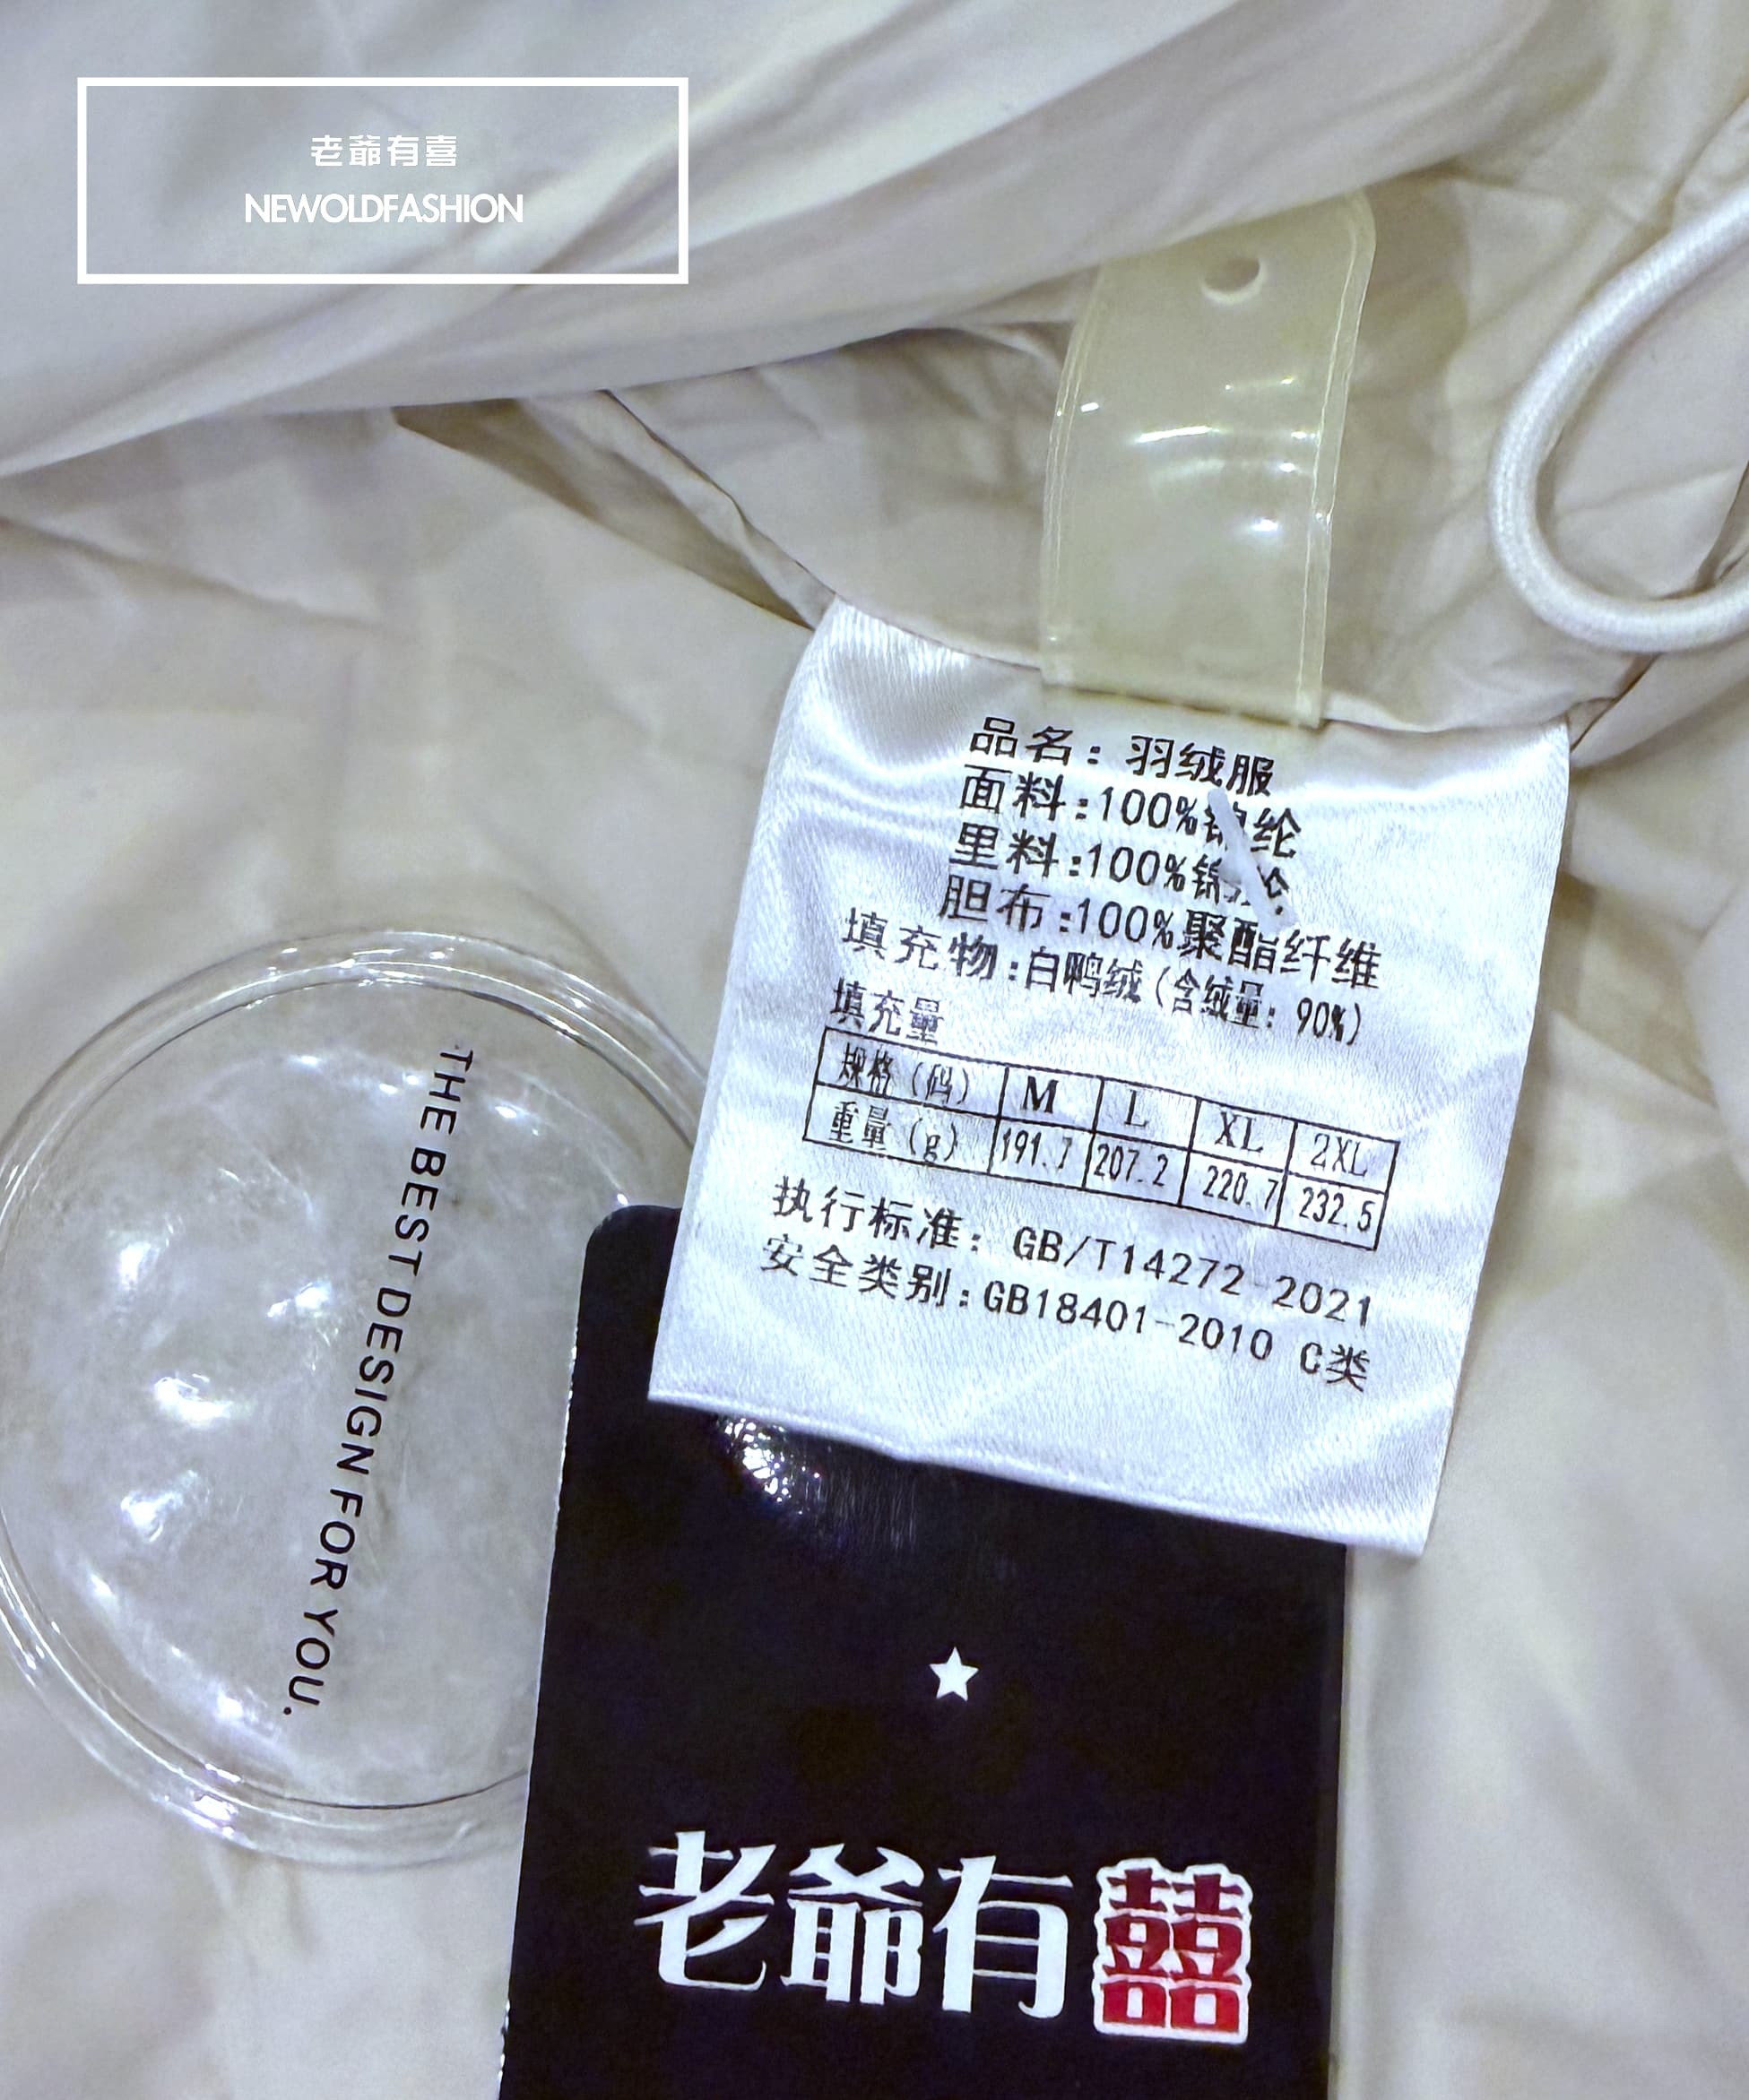 老爺有喜
NEWOLDFASHION
品名：羽绒服
面料:100%锦纶
里料:100%锦纶
胆布:100%聚酯纤维
填充物:白鸭绒(含绒量：90%)
填充量
规格（码） M L XL 2XL
重量（g） 191.7 207.2 220.7 232.5
执行标准：GB/T14272-2021
安全类别:GB18401-2010 C类
THE BEST DESIGN FOR YOU.
老爺有囍